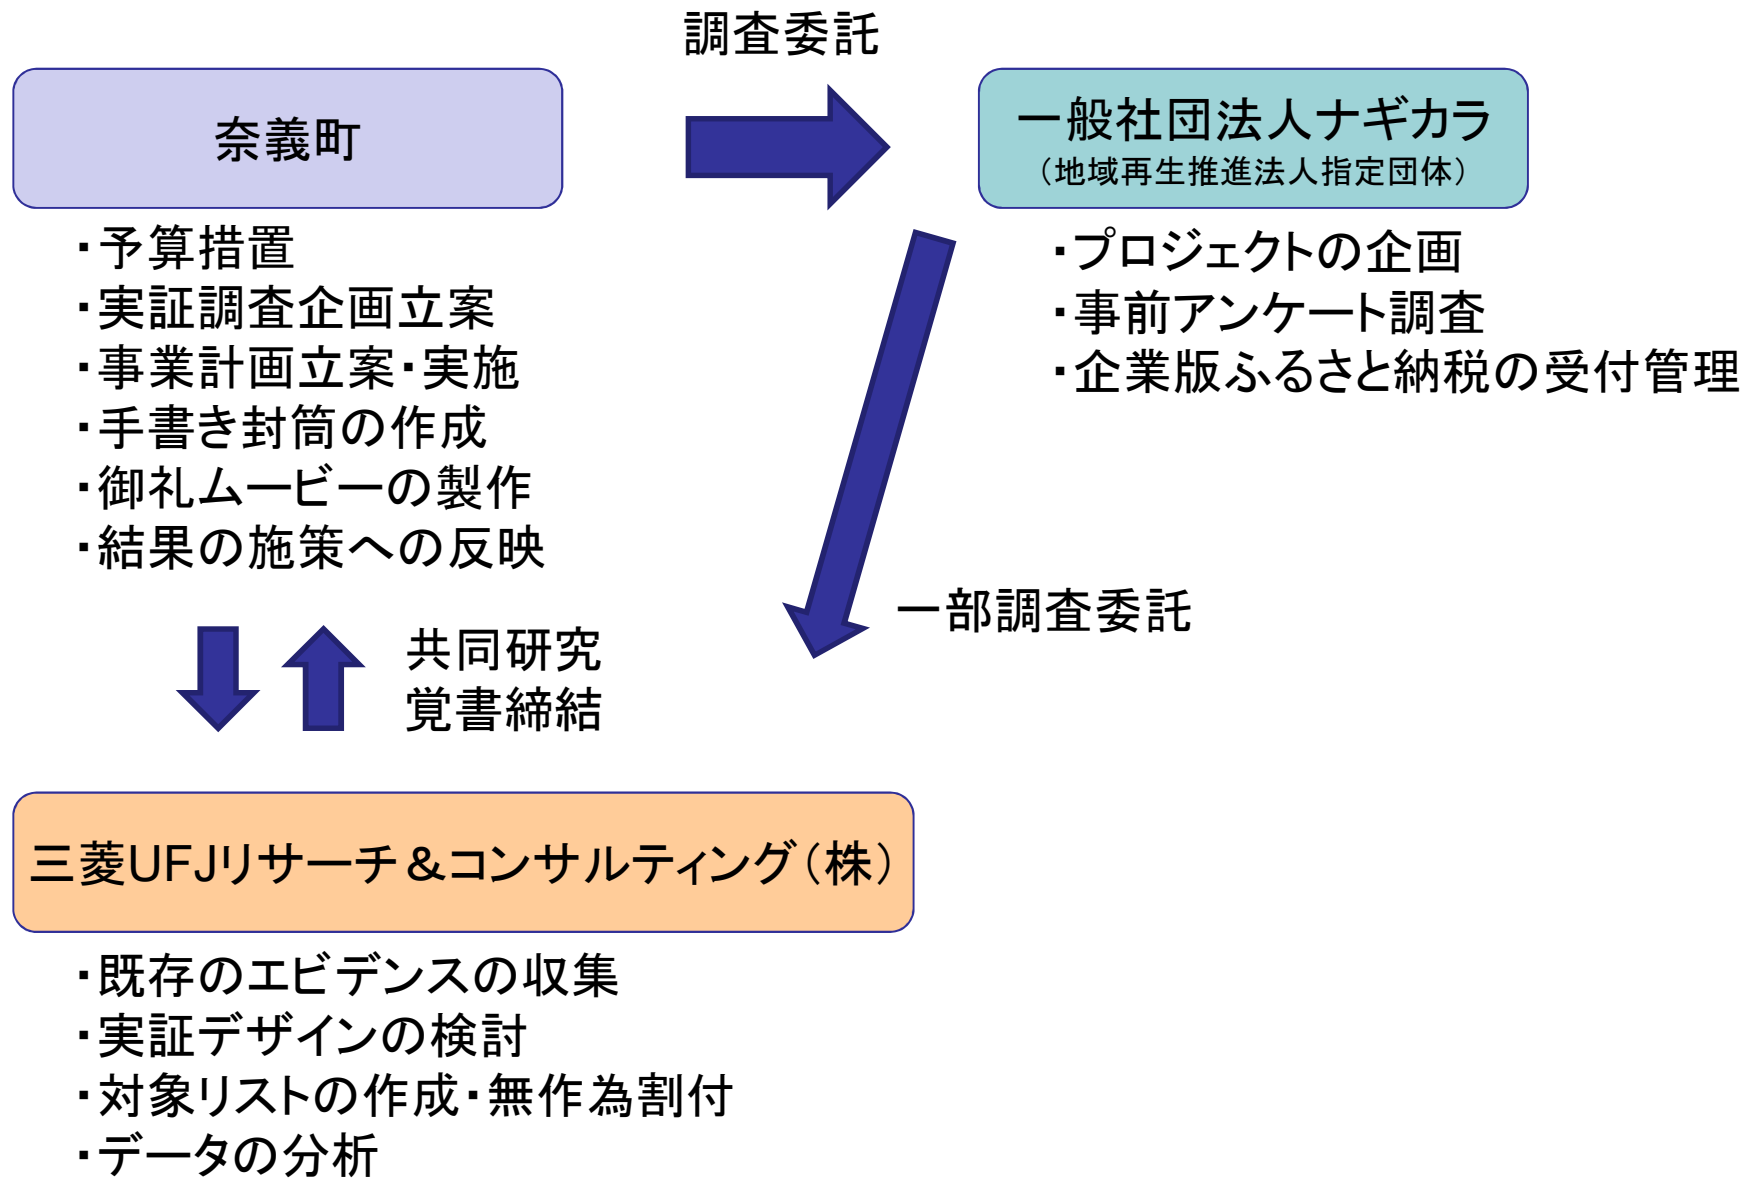 調査委託
奈義町
一般社団法人ナギカラ
（地域再生推進法人指定団体）
・予算措置
・実証調査企画立案
・事業計画立案・実施
・手書き封筒の作成
・御礼ムービーの製作
・結果の施策への反映
・プロジェクトの企画
・事前アンケート調査
・企業版ふるさと納税の受付管理
一部調査委託
共同研究
覚書締結
三菱UFJリサーチ＆コンサルティング（株）
・既存のエビデンスの収集
・実証デザインの検討
・対象リストの作成・無作為割付
・データの分析